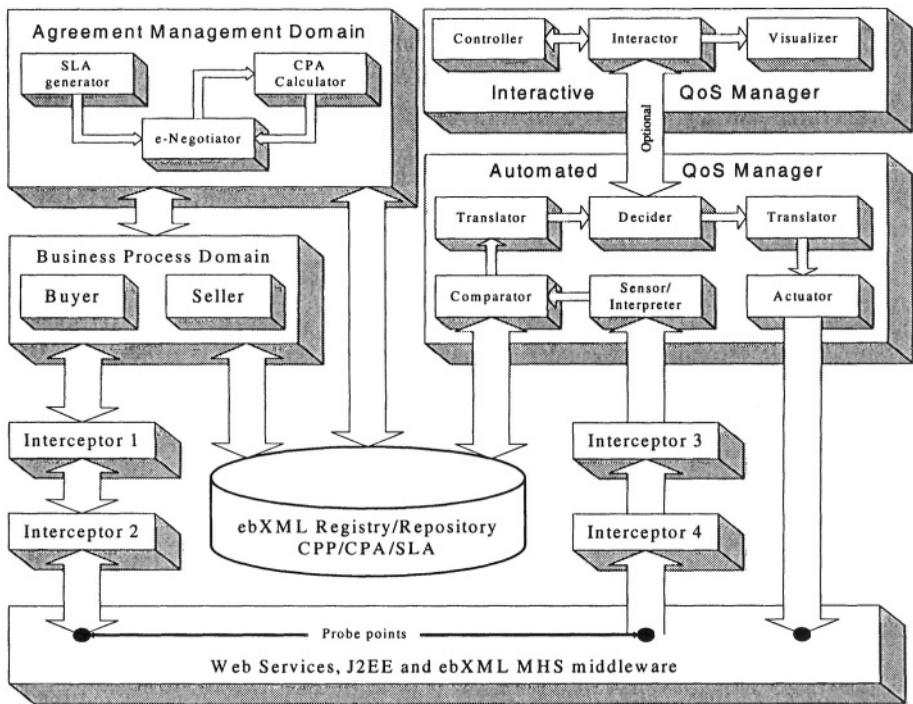 Agreement Management Domain
SLA
generator
CPA
Calculator
e-Negotiator
Controller
Interactor
Visualizer
Interactive QoS Manager
Optional
Automated QoS Manager
Translator
Decider
Translator
Comparator
Sensor/
Interpreter
Actuator
Business Process Domain
Buyer
Seller
Interceptor 1
Interceptor 2
ebXML Registry/Repository
CPP/CPA/SLA
Interceptor 3
Interceptor 4
Probe points
Web Services, J2EE and ebXML MHS middleware